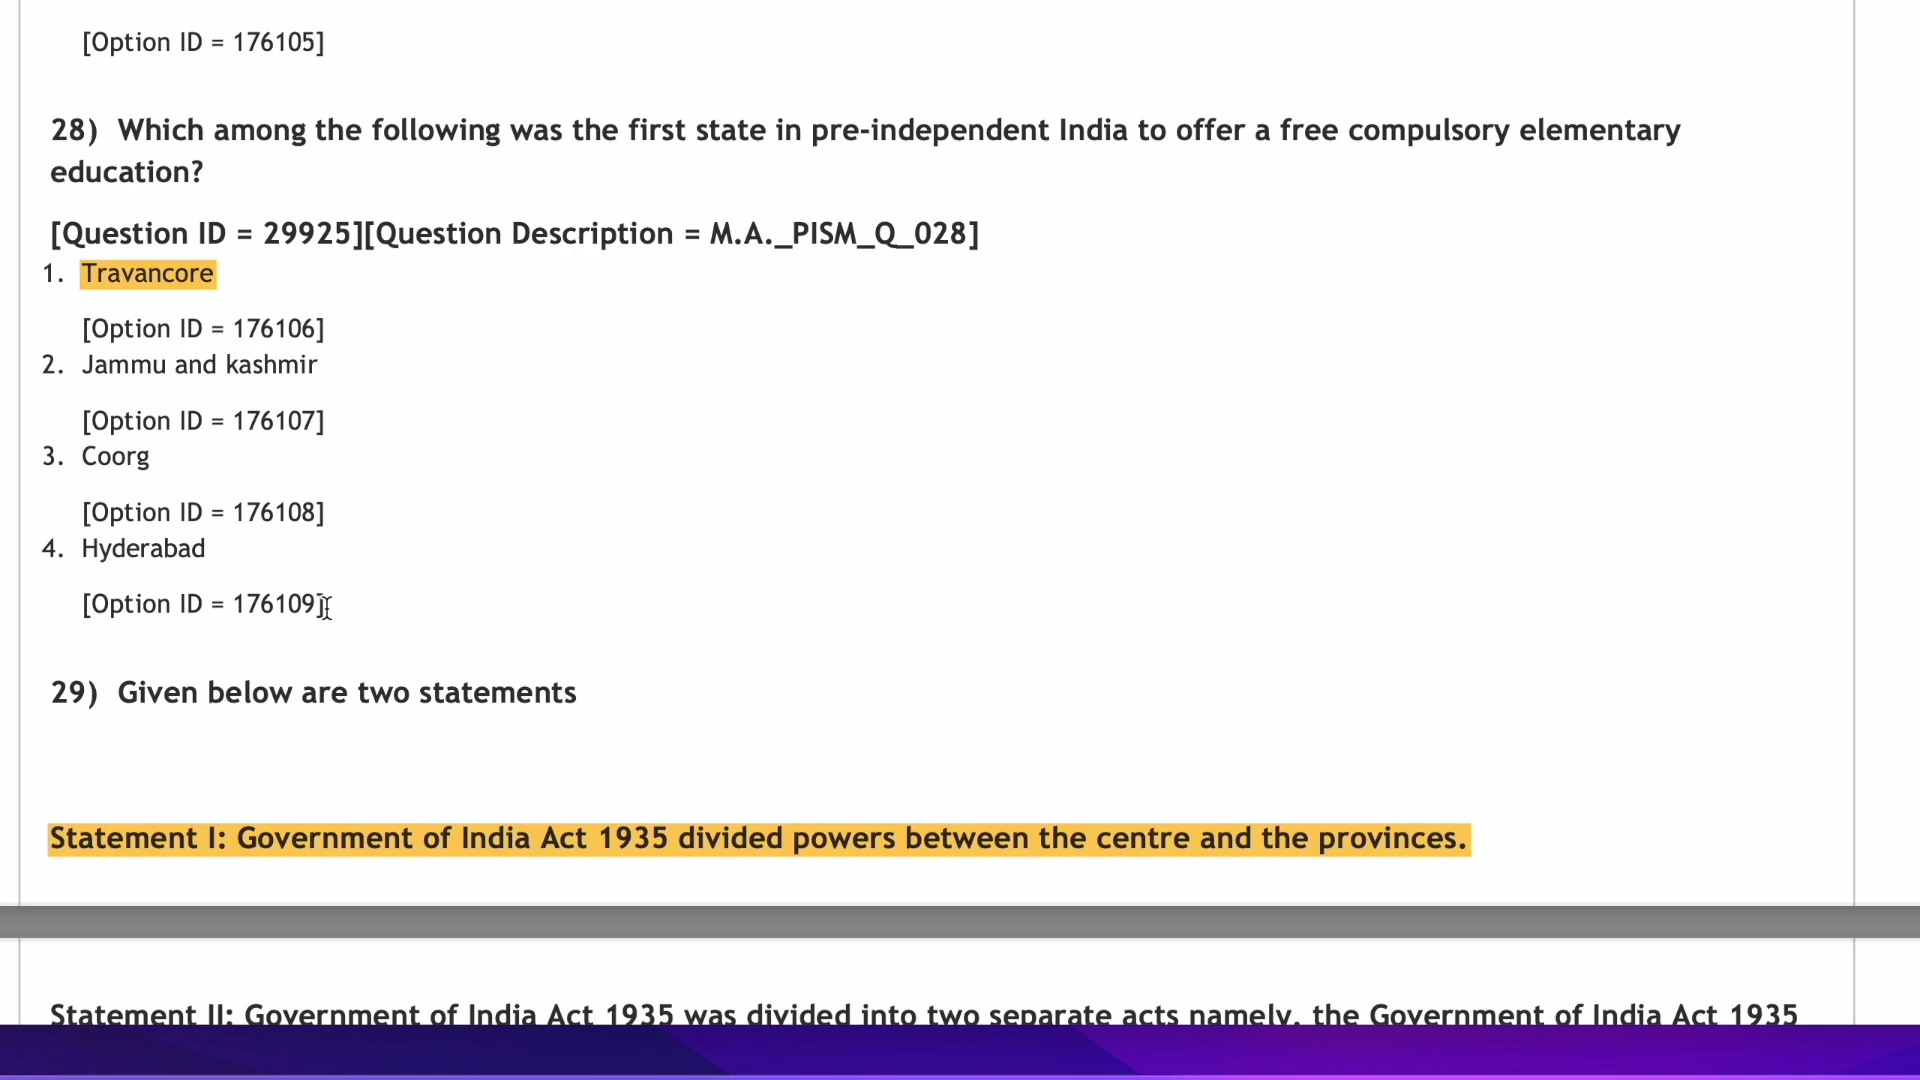 [Option ID = 176105]
28) Which among the following was the first state in pre-independent India to offer a free compulsory elementary
education?
[Question ID = 29925][Question Description = M.A._PISM_Q_028]
1. Travancore
[Option ID = 176106]
2. Jammu and kashmir
[Option ID = 176107]
3. Coorg
[Option ID = 176108]
4. Hyderabad
[Option ID = 176109]
29) Given below are two statements
Statement I: Government of India Act 1935 divided powers between the centre and the provinces.
Statement II: Government of India Act 1935 was divided into two separate acts namely, the Government of India Act 1935